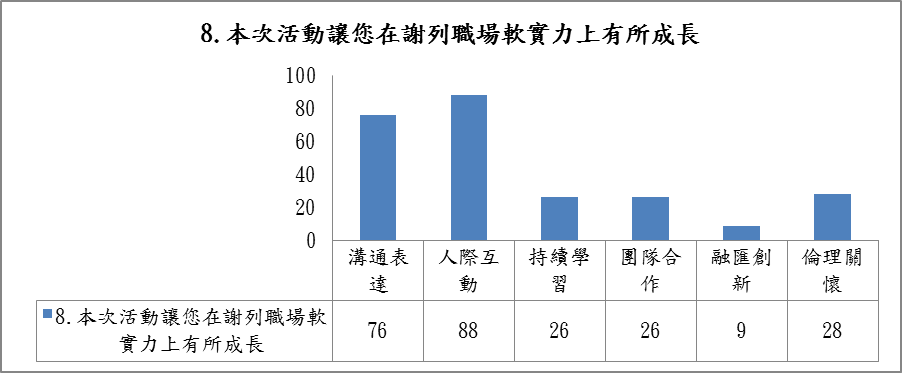 8.本次活動讓您在謝列職場軟實力上有所成長
100
80
60
40
20
0
溝通表
達
人際互
動
持續學
習
團隊合
作
融匯創
新
倫理關
懷
8.本次活動讓您在謝列職場軟
實力上有所成長
76
88
26
26
9
28